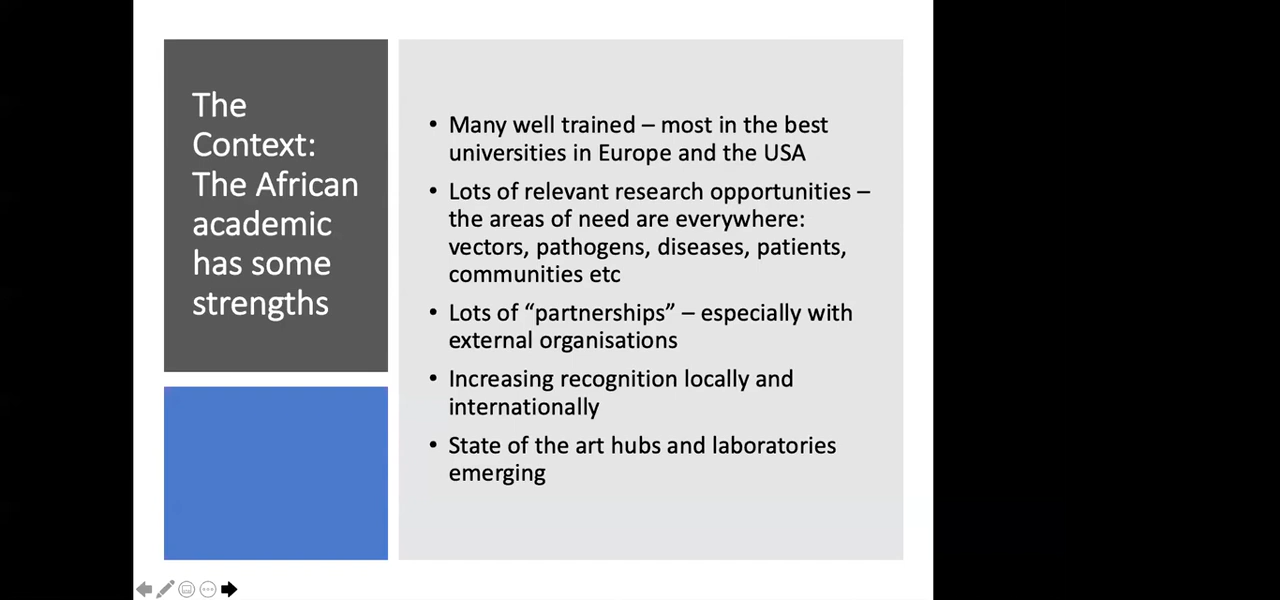 The
Context:
The African
academic
has some
strengths
• Many well trained – most in the best
universities in Europe and the USA
• Lots of relevant research opportunities –
the areas of need are everywhere:
vectors, pathogens, diseases, patients,
communities etc
• Lots of “partnerships” – especially with
external organisations
• Increasing recognition locally and
internationally
• State of the art hubs and laboratories
emerging